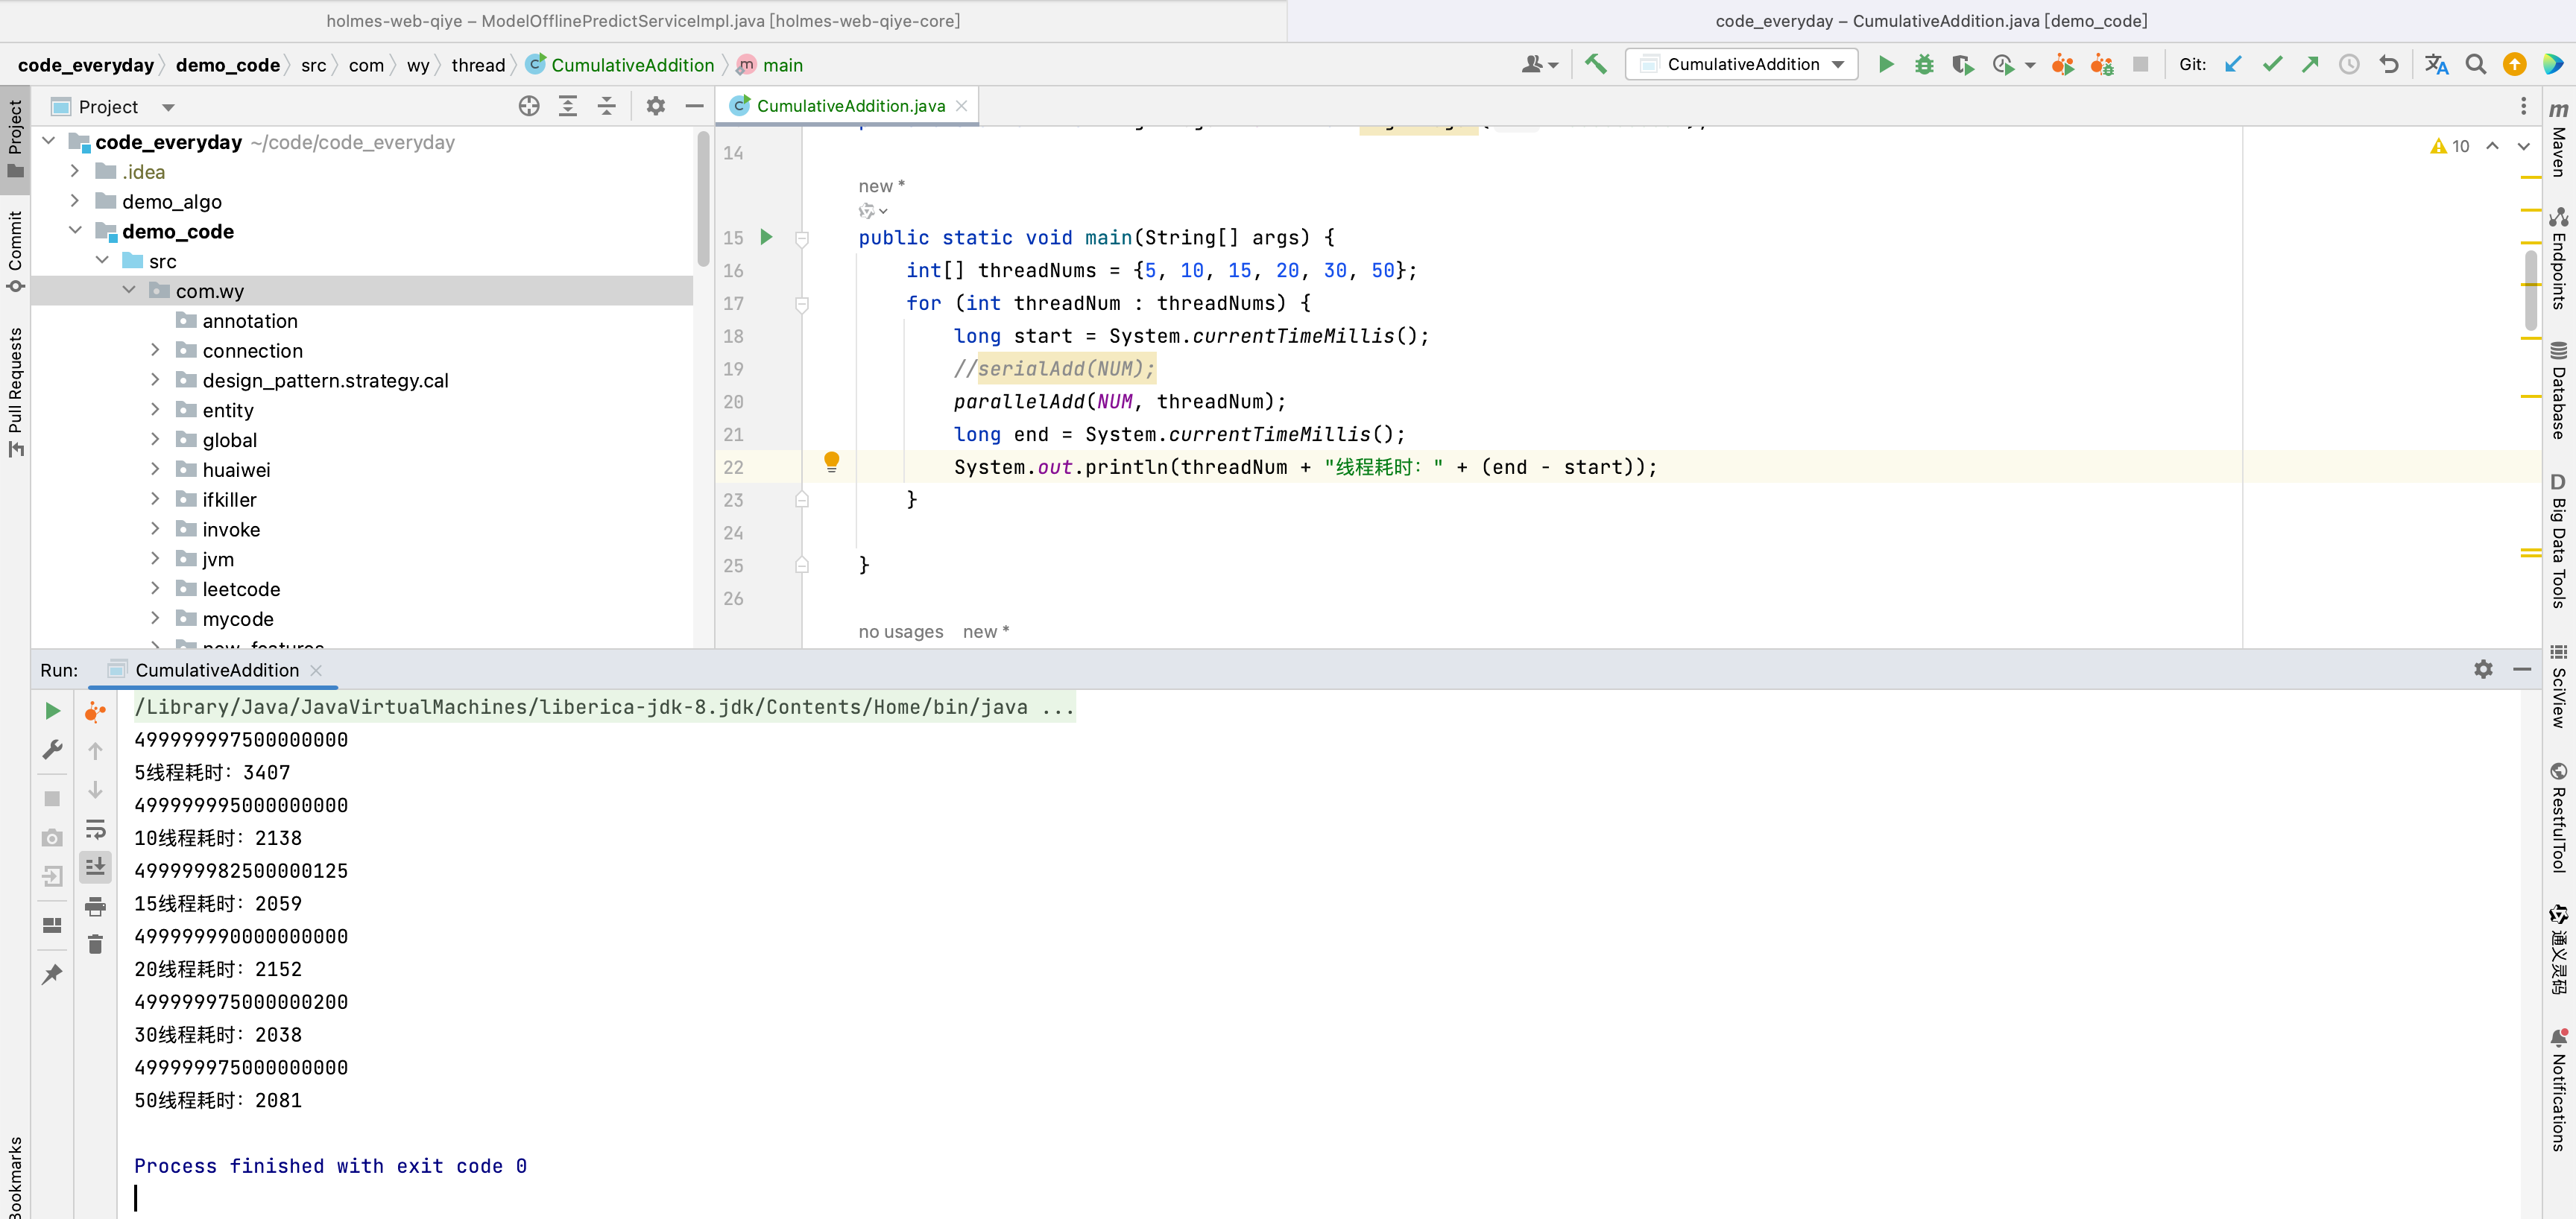 holmes-web-qiye – ModelOfflinePredictServiceImpl.java [holmes-web-qiye-core]
code_everyday – CumulativeAddition.java [demo_code]
code_everyday demo_code src com wy thread CumulativeAddition main
CumulativeAddition
Git:
Project
CumulativeAddition.java
Project
Commit
Pull Requests
Bookmarks
code_everyday ~/code/code_everyday
.idea
demo_algo
demo_code
src
com.wy
annotation
connection
design_pattern.strategy.cal
entity
global
huaiwei
ifkiller
invoke
jvm
leetcode
mycode
new_features
10
14
new *
15 public static void main(String[] args) {
16 int[] threadNums = {5, 10, 15, 20, 30, 50};
17 for (int threadNum : threadNums) {
18 long start = System.currentTimeMillis();
19 //serialAdd(NUM);
20 parallelAdd(NUM, threadNum);
21 long end = System.currentTimeMillis();
22 System.out.println(threadNum + "线程耗时：" + (end - start));
23 }
24
25 }
26
no usages new *
Maven
Endpoints
Database
Big Data Tools
SciView
RestfulTool
通义灵码
Notifications
Run: CumulativeAddition
/Library/Java/JavaVirtualMachines/liberica-jdk-8.jdk/Contents/Home/bin/java ...
499999997500000000
5线程耗时：3407
499999995000000000
10线程耗时：2138
499999982500000125
15线程耗时：2059
499999990000000000
20线程耗时：2152
499999975000000200
30线程耗时：2038
499999975000000000
50线程耗时：2081
Process finished with exit code 0